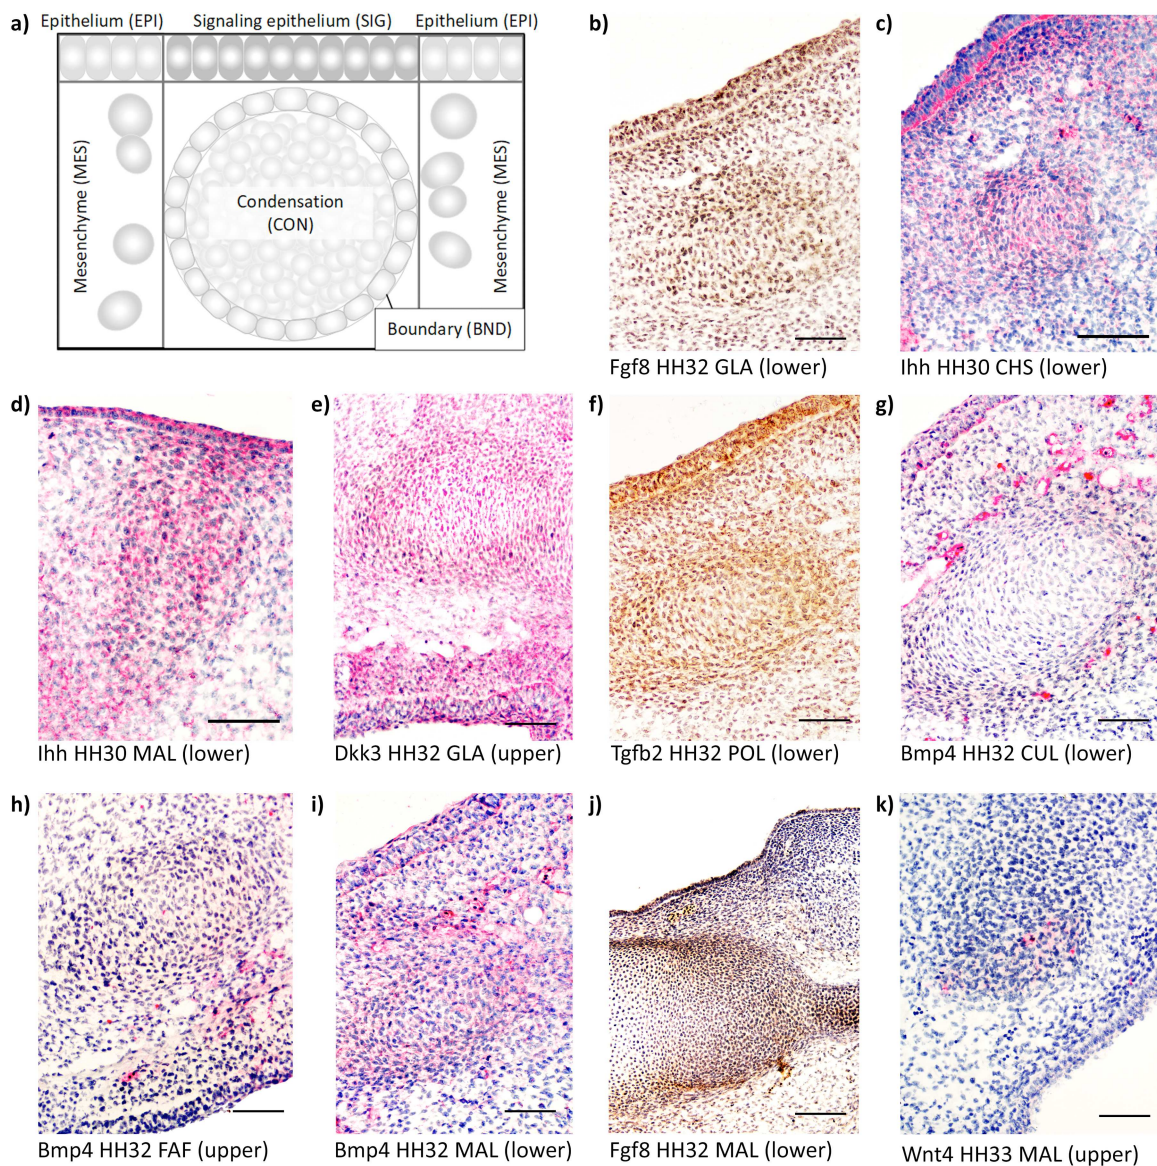 a)
Epithelium (EPI)
Signaling epithelium (SIG)
Epithelium (EPI)
Mesenchyme (MES)
Condensation
(CON)
Mesenchyme (MES)
Boundary (BND)
b)
Fgf8 HH32 GLA (lower)
c)
Ihh HH30 CHS (lower)
d)
Ihh HH30 MAL (lower)
e)
Dkk3 HH32 GLA (upper)
f)
Tgfb2 HH32 POL (lower)
g)
Bmp4 HH32 CUL (lower)
h)
Bmp4 HH32 FAF (upper)
i)
Bmp4 HH32 MAL (lower)
j)
Fgf8 HH32 MAL (lower)
k)
Wnt4 HH33 MAL (upper)